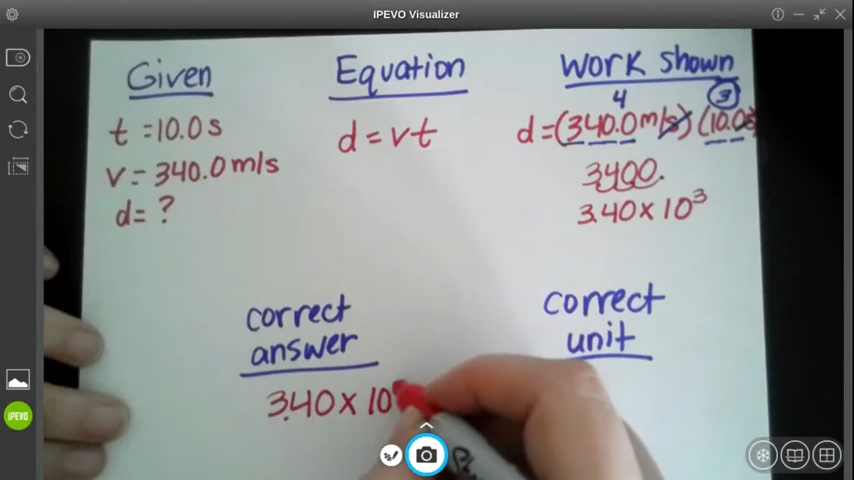 IPEVO Visualizer
Given
t = 10.0 s
v = 340.0 m/s
d = ?
Equation
d = vt
Work shown
4 3
d = (340.0 m/s) (10.0s)
3400.
3.40 x 10³
correct
answer
3.40 x 10
correct
unit
IPEVO